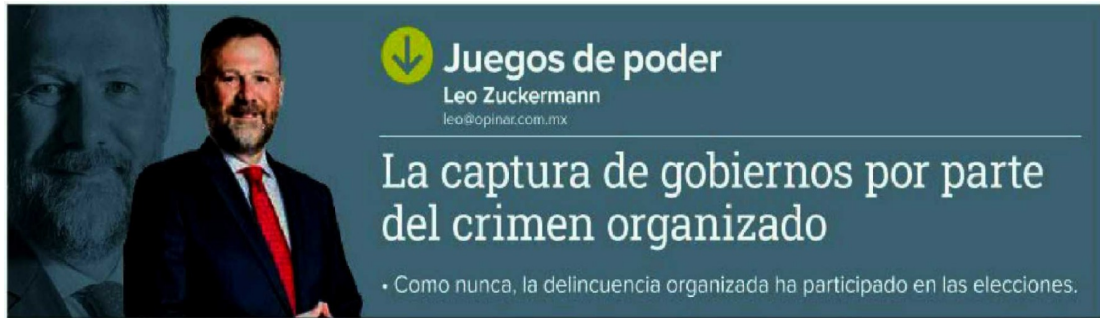 Juegos de poder
Leo Zuckermann
leo@opinar.com.mx
La captura de gobiernos por parte
del crimen organizado
• Como nunca, la delincuencia organizada ha participado en las elecciones.